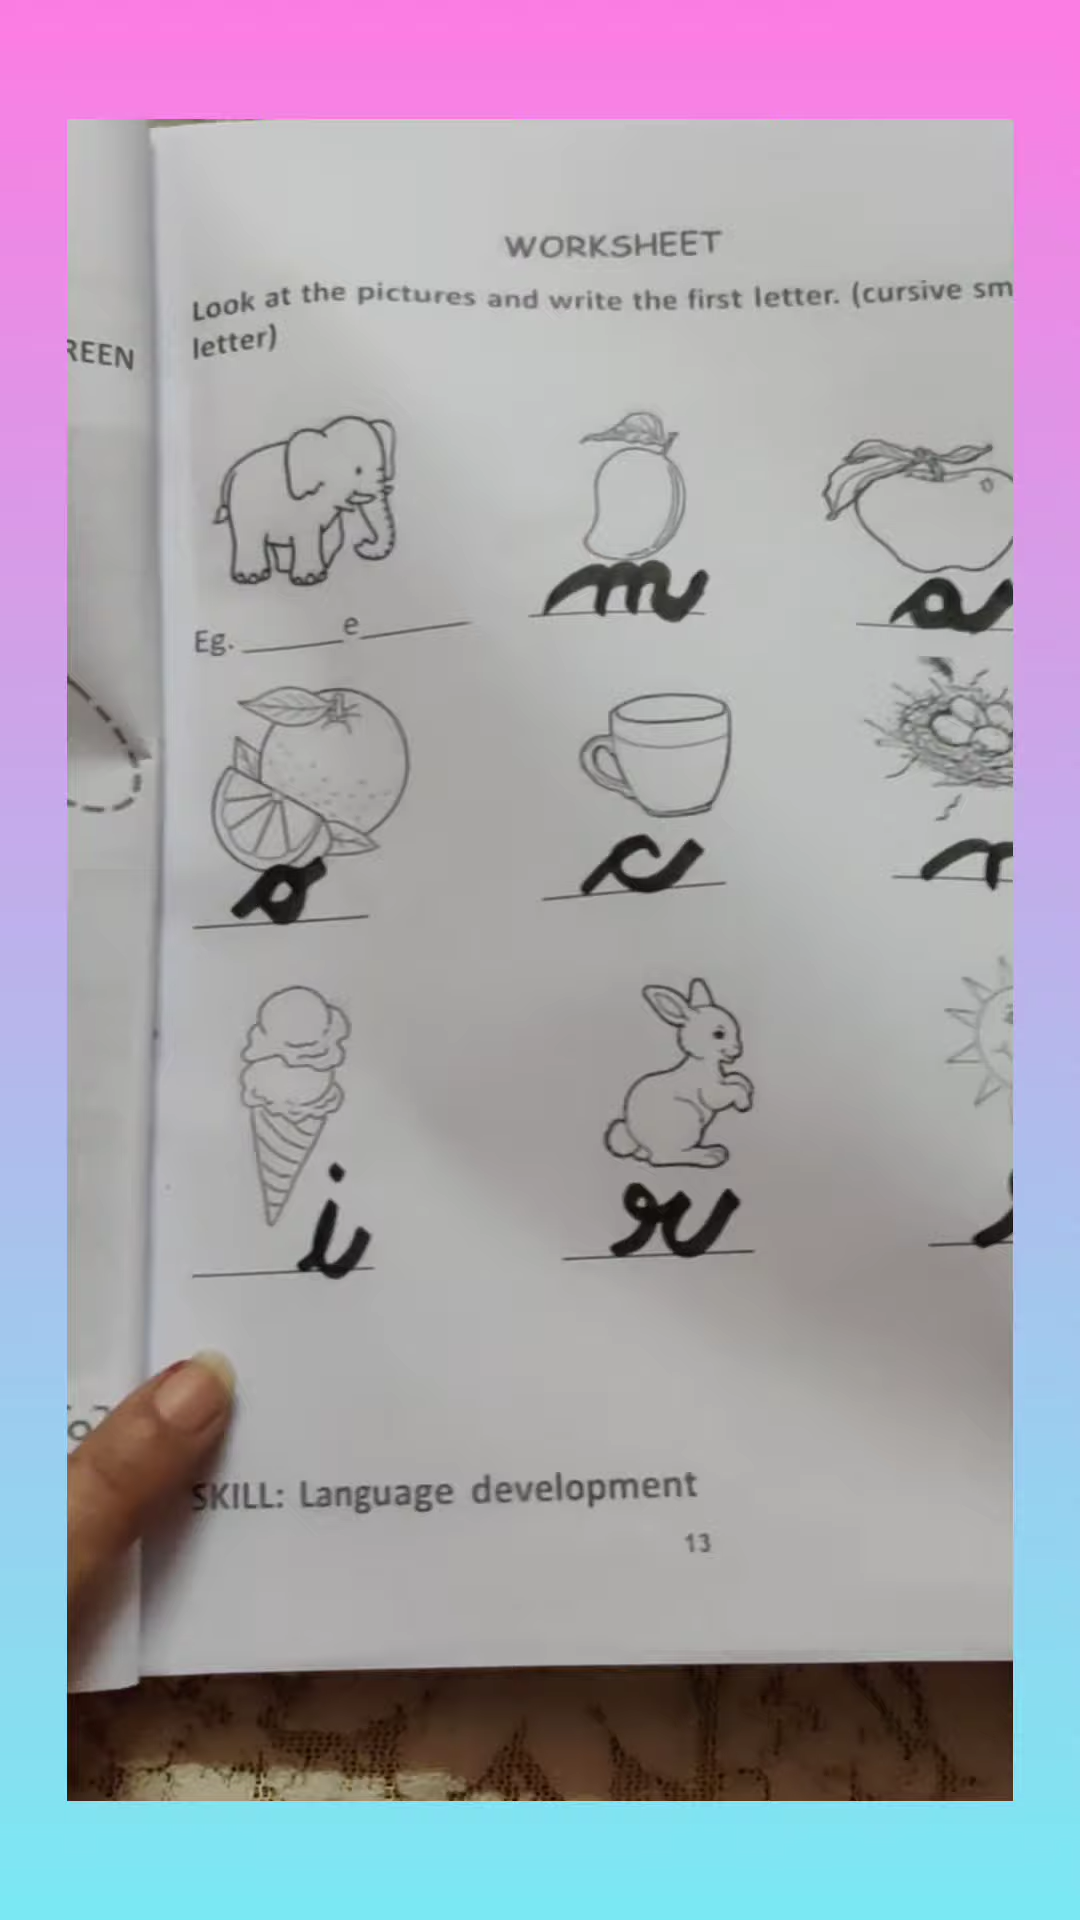 WORKSHEET
Look at the pictures and write the first letter. (cursive sm
letter)
REEN
Eg. ______e______
m
a
o
c
n
i
r
SKILL: Language development
13